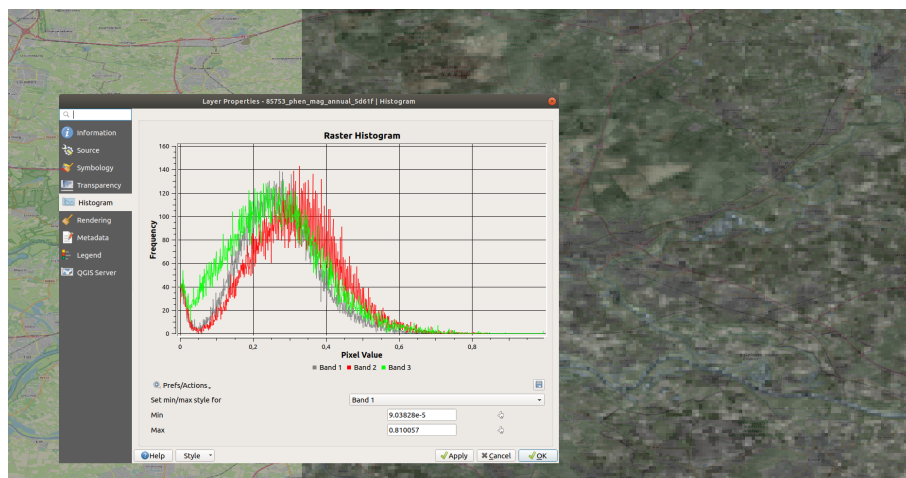 Layer Properties - 85753_phen_mag_annual_5d61f | Histogram
Information
Source
Symbology
Transparency
Histogram
Rendering
Metadata
Legend
QGIS Server
Raster Histogram
160
140
120
100
80
60
40
20
0
Frequency
0 0,2 0,4 0,6 0,8
Pixel Value
Band 1 Band 2 Band 3
Prefs/Actions
Set min/max style for Band 1
Min 9.03828e-5
Max 0.810057
Help Style Apply Cancel OK